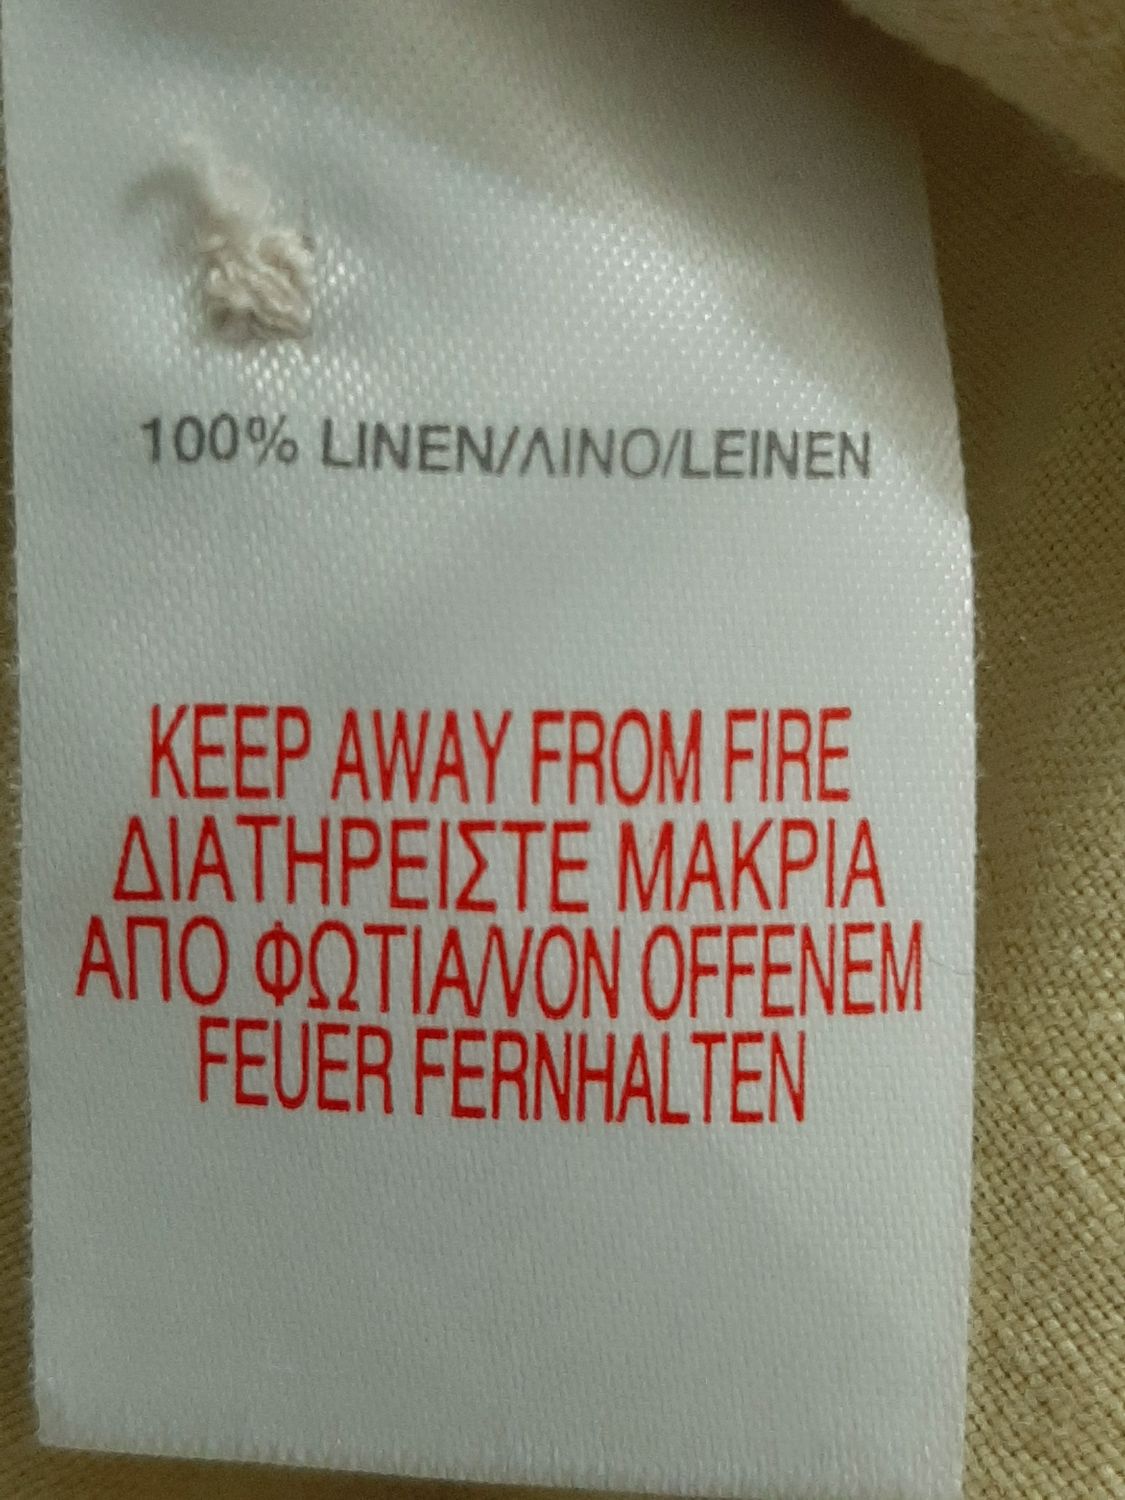 100% LINEN/ΛΙΝΟ/LEINEN
KEEP AWAY FROM FIRE
ΔΙΑΤΗΡΕΙΣΤΕ ΜΑΚΡΙΑ
ΑΠΟ ΦΩΤΙΑ/VON OFFENEM
FEUER FERNHALTEN